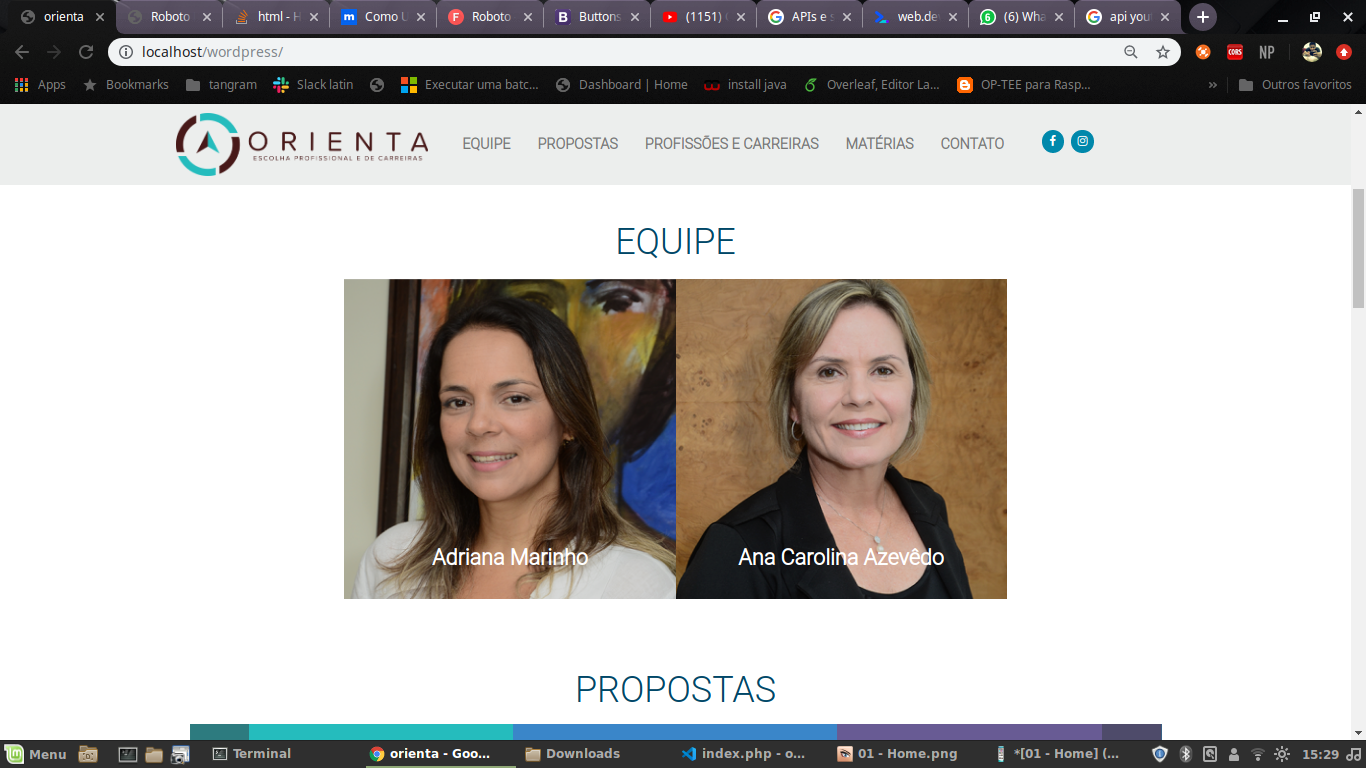 orienta
Roboto
html - H
Como U
Roboto
Buttons
(1151)
APIs e s
web.dev
(6) Wha
api yout
localhost/wordpress/
NP
Apps
Bookmarks
tangram
Slack latin
Executar uma batc...
Dashboard | Home
install java
Overleaf, Editor La...
OP-TEE para Rasp...
»
Outros favoritos
ORIENTA
ESCOLHA PROFISSIONAL E DE CARREIRAS
EQUIPE
PROPOSTAS
PROFISSÕES E CARREIRAS
MATÉRIAS
CONTATO
EQUIPE
Adriana Marinho
Ana Carolina Azevêdo
PROPOSTAS
Menu
Terminal
orienta - Goo...
Downloads
index.php - o...
01 - Home.png
*[01 - Home] (...
15:29